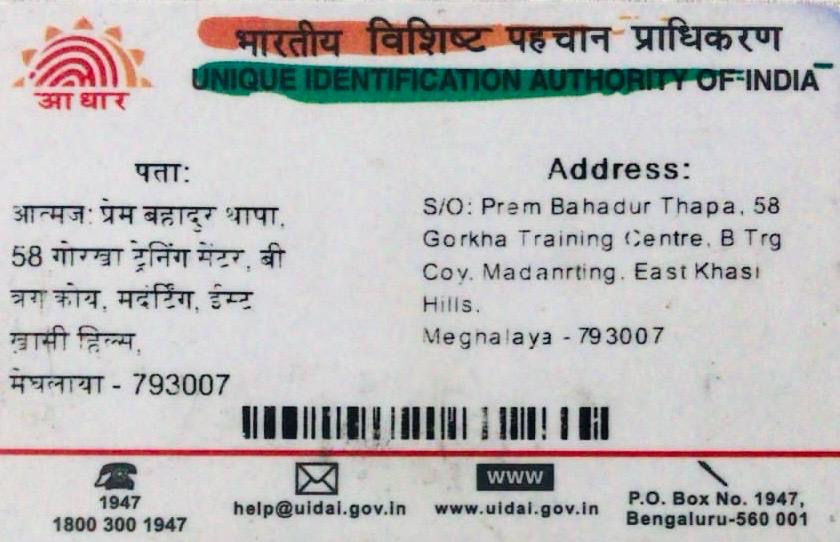 भारतीय विशिष्ट पहचान प्राधिकरण
आधार
UNIQUE IDENTIFICATION AUTHORITY OF INDIA
पता:
आत्मज: प्रेम बहादुर थापा,
58 गोरखा ट्रेनिंग सेंटर, बी
त्रग कोय, मदंर्टिंग, ईस्ट
ख़ासी हिल्स,
मेघलाया - 793007
Address:
S/O: Prem Bahadur Thapa, 58
Gorkha Training Centre, B Trg
Coy, Madanrting, East Khasi
Hills,
Meghalaya - 793007
1947
1800 300 1947
help@uidai.gov.in
www
www.uidai.gov.in
P.O. Box No. 1947,
Bengaluru-560 001